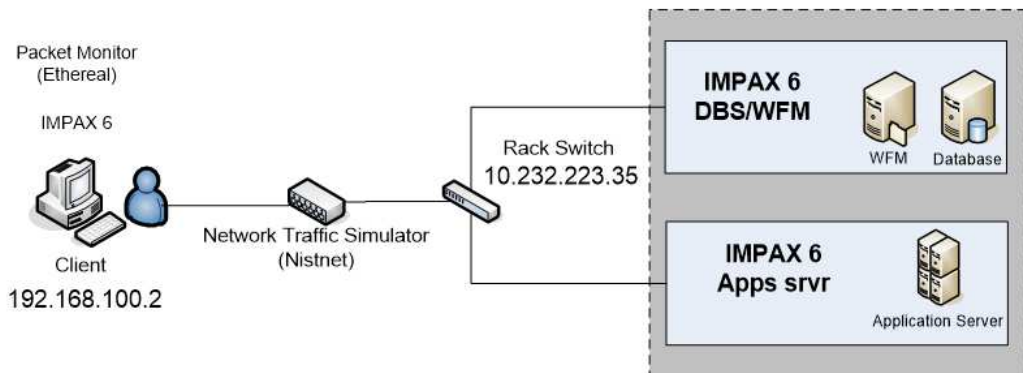 Packet Monitor
(Ethereal)
IMPAX 6
Client
192.168.100.2
Network Traffic Simulator
(Nistnet)
Rack Switch
10.232.223.35
IMPAX 6
DBS/WFM
WFM
Database
IMPAX 6
Apps srvr
Application Server